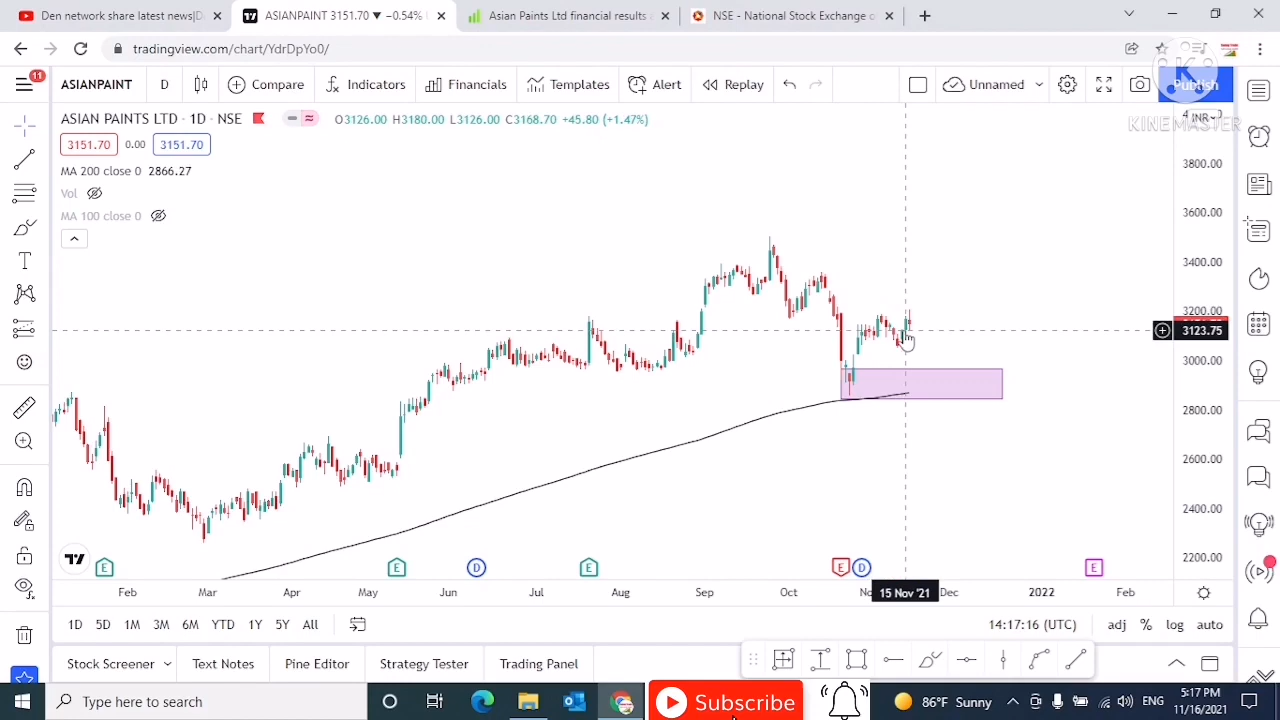 Den network share latest news|D
ASIANPAINT 3151.70 ▼ −0.54%
Asian Paints Ltd financial results a
NSE - National Stock Exchange o
tradingview.com/chart/YdrDpYo0/
11
ASIANPAINT D Compare Indicators Financials Templates Alert Replay Unnamed Publish
ASIAN PAINTS LTD · 1D · NSE O3126.00 H3180.00 L3126.00 C3168.70 +45.80 (+1.47%)
INR
KINEMASTER
3151.70 0.00 3151.70
MA 200 close 0 2866.27
Vol
MA 100 close 0
3800.00
3600.00
3400.00
3200.00
3123.75
3000.00
2800.00
2600.00
2400.00
2200.00
E E D E E D E
Feb Mar Apr May Jun Jul Aug Sep Oct 15 Nov '21 Dec 2022 Feb
1D 5D 1M 3M 6M YTD 1Y 5Y All 14:17:16 (UTC) adj % log auto
Stock Screener Text Notes Pine Editor Strategy Tester Trading Panel
Type here to search
Subscribe
86°F Sunny
ENG
5:17 PM
11/16/2021